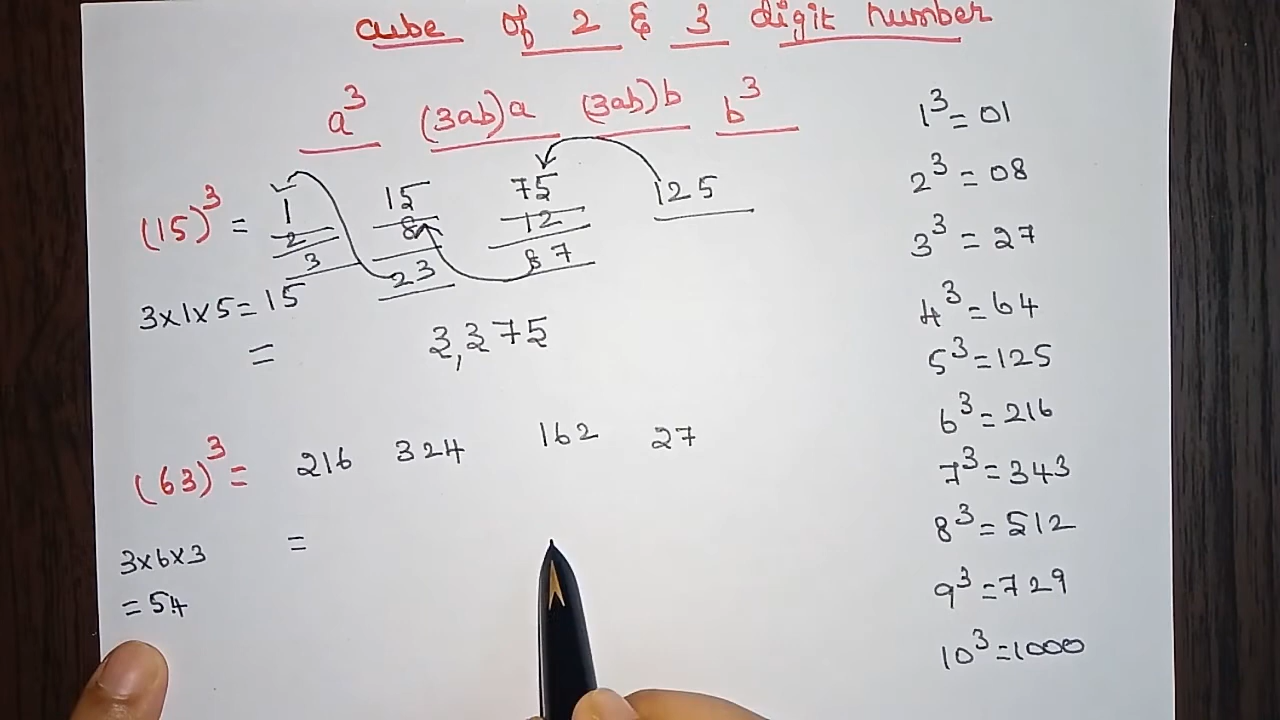 cube of 2 & 3 digit number
a³ (3ab)a (3ab)b b³
(15)³ = 1 15 75 125
2 8 12
3 23 87
3x1x5=15
= 3,375
(63)³ = 216 324 162 27
3x6x3 =
=54
1³=01
2³=08
3³=27
4³=64
5³=125
6³=216
7³=343
8³=512
9³=729
10³=1000